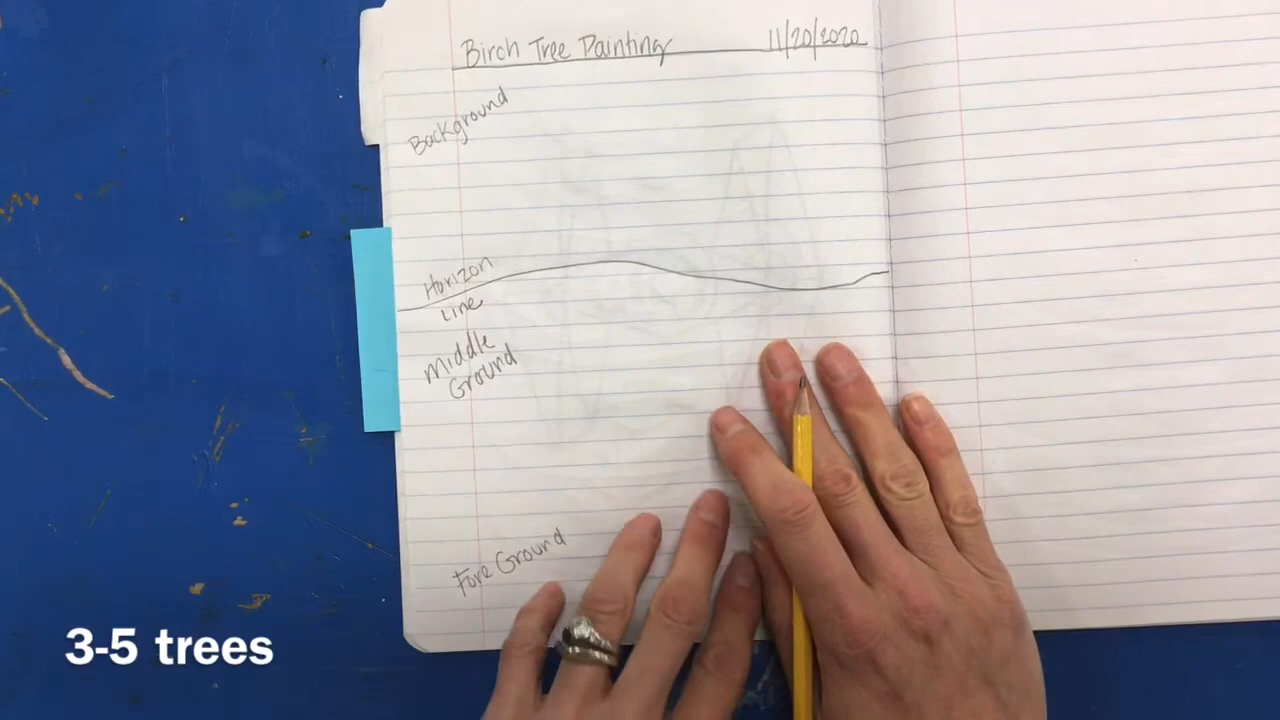 Birch Tree Painting 11/20/2020
Background
Horizon
Line
Middle
Ground
Fore Ground
3-5 trees